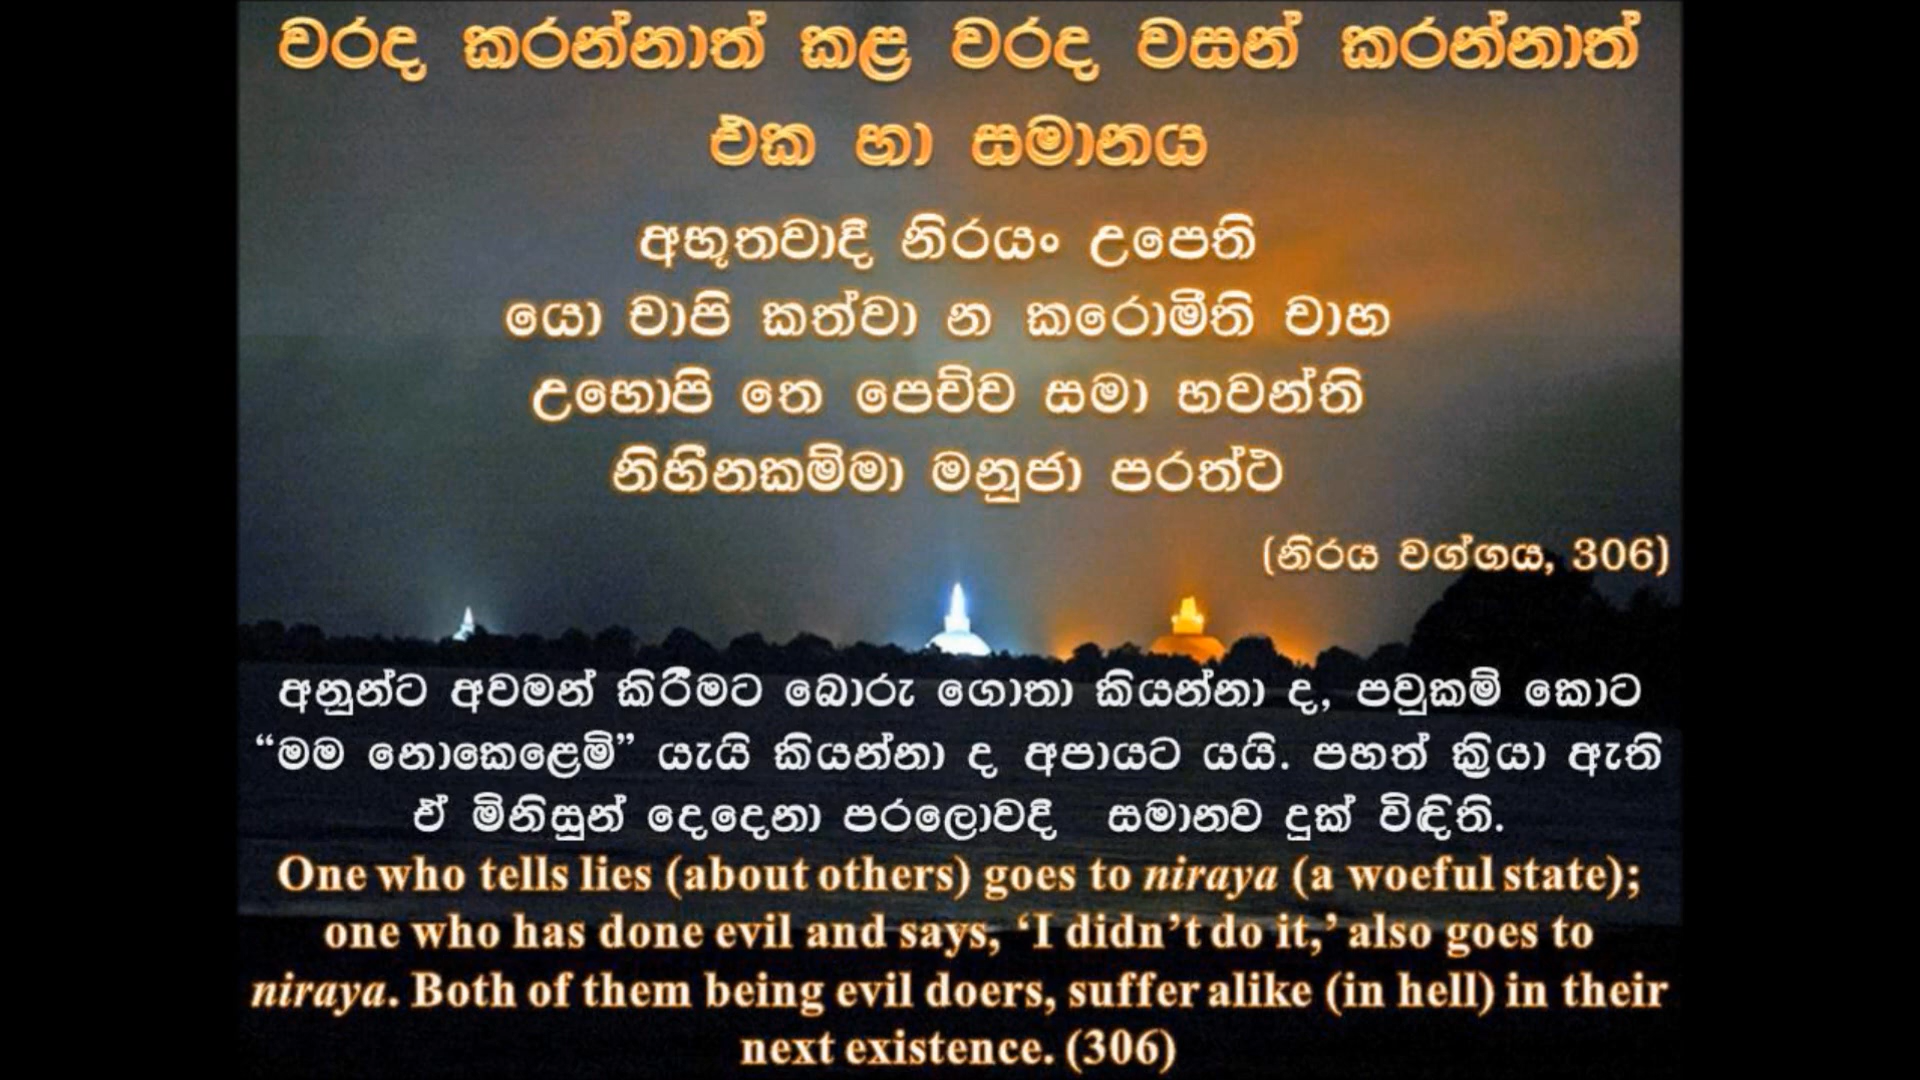 වරද කරන්නාත් කළ වරද වසන් කරන්නාත්
එක හා සමානය
අභූතවාදී නිරයං උපෙති
යො චාපි කත්වා න කරොමීති චාහ
උභොපි තෙ පෙච්ච සමා භවන්ති
නිහීනකම්මා මනුජා පරත්ථ
(නිරය වග්ගය, 306)
අනුන්ට අවමන් කිරීමට බොරු ගොතා කියන්නා ද, පවුකම් කොට
“මම නොකෙළෙමි” යැයි කියන්නා ද අපායට යයි. පහත් ක්‍රියා ඇති
ඒ මිනිසුන් දෙදෙනා පරලොවදී සමානව දුක් විඳිති.
One who tells lies (about others) goes to niraya (a woeful state);
one who has done evil and says, ‘I didn’t do it,’ also goes to
niraya. Both of them being evil doers, suffer alike (in hell) in their
next existence. (306)